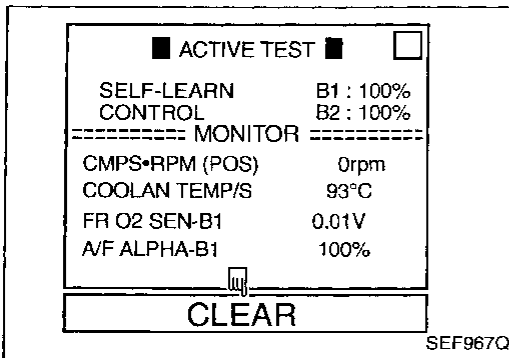 ■ ACTIVE TEST ■
SELF-LEARN B1 : 100%
CONTROL B2 : 100%
========= MONITOR =========
CMPS•RPM (POS) 0rpm
COOLAN TEMP/S 93°C
FR O2 SEN-B1 0.01V
A/F ALPHA-B1 100%
CLEAR
SEF967Q